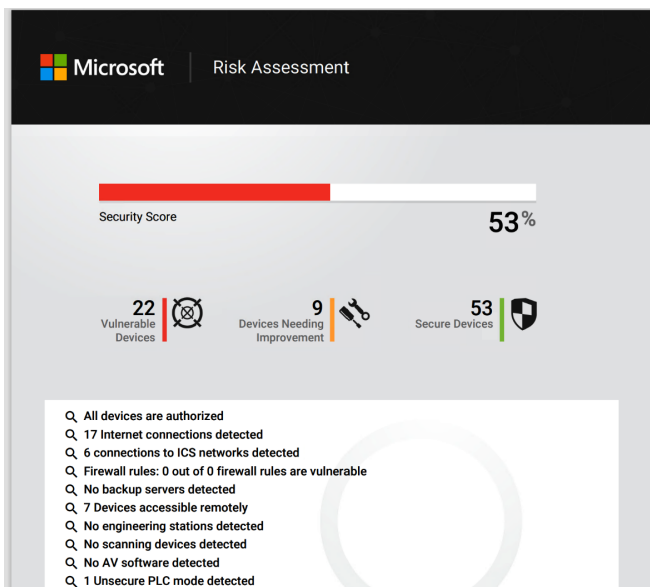 Microsoft
Risk Assessment
Security Score
53%
22
Vulnerable
Devices
9
Devices Needing
Improvement
53
Secure Devices
All devices are authorized
17 Internet connections detected
6 connections to ICS networks detected
Firewall rules: 0 out of 0 firewall rules are vulnerable
No backup servers detected
7 Devices accessible remotely
No engineering stations detected
No scanning devices detected
No AV software detected
1 Unsecure PLC mode detected